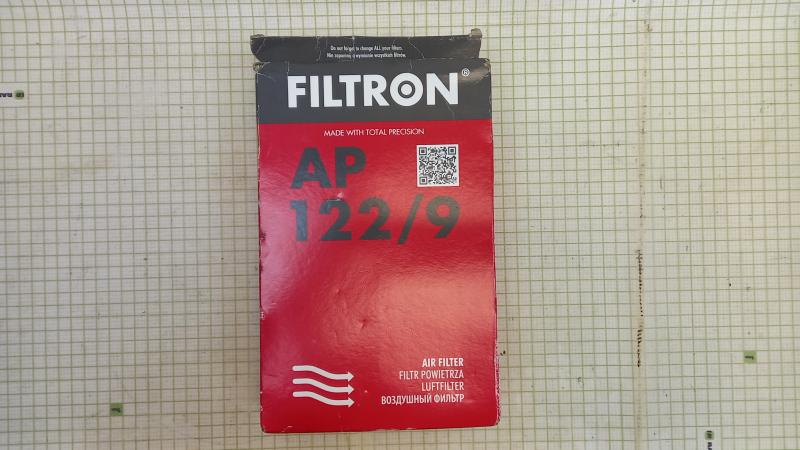 Do not forget to change ALL your filters.
Nie zapomnij o wymianie wszystkich filtrów.
FILTRON®
MADE WITH TOTAL PRECISION
AP
122/9
AIR FILTER
FILTR POWIETRZA
LUFTFILTER
ВОЗДУШНЫЙ ФИЛЬТР